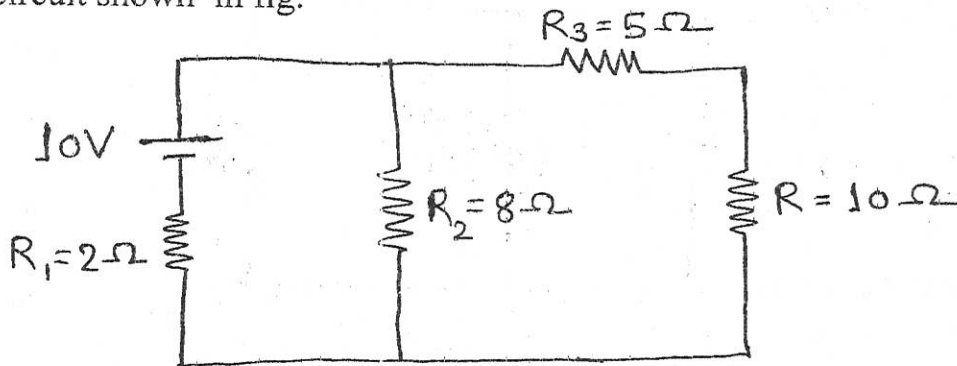 circuit shown in fig.
R3 = 5 Ω
10V
R2 = 8 Ω
R = 10 Ω
R1 = 2 Ω